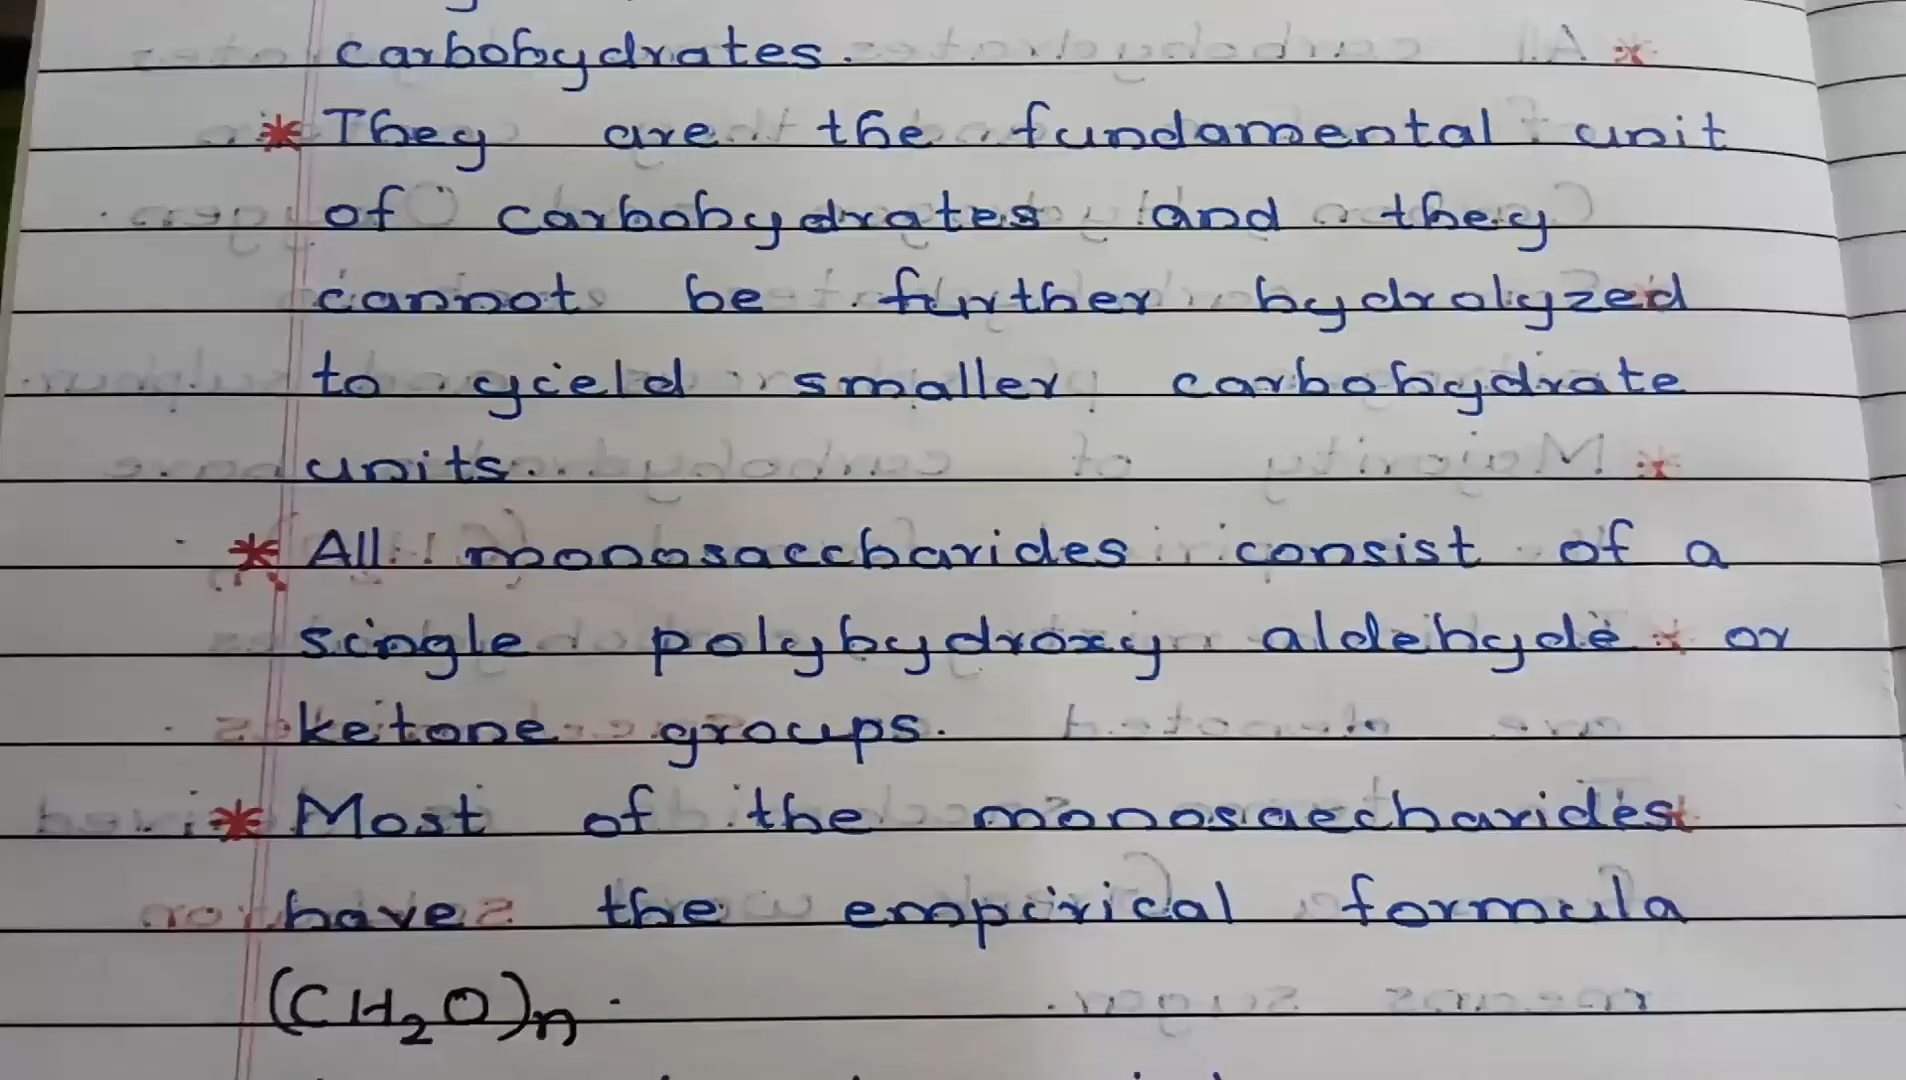 carbohydrates.
* They are the fundamental unit
of carbohydrates and they
cannot be further hydrolyzed
to yield smaller carbohydrate
units.
* All monosaccharides consist of a
single polyhydroxy aldehyde or
ketone groups.
* Most of the monosaccharides
have the empirical formula
(CH₂O)n.